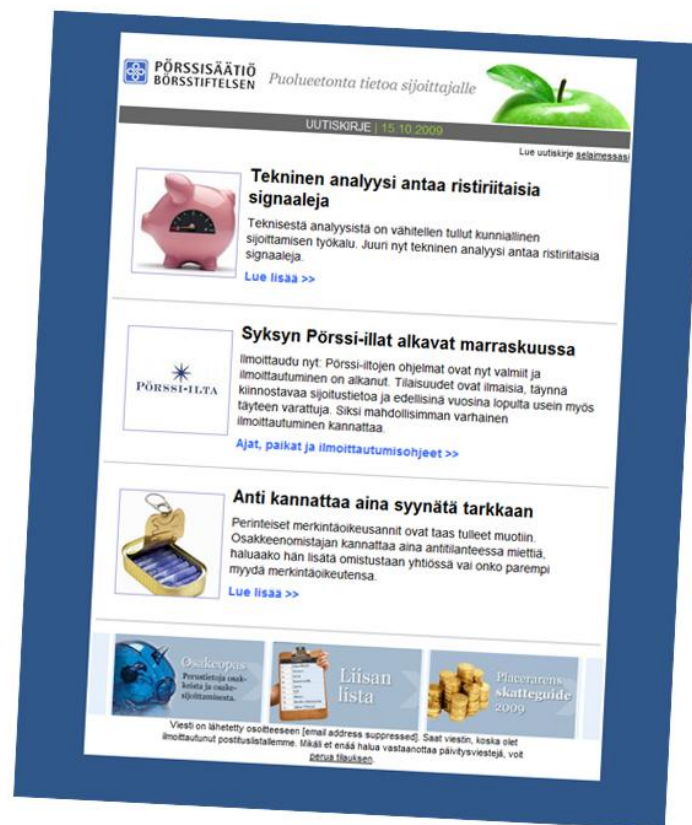 PÖRSSISÄÄTIÖ
BÖRSSTIFTELSEN
Puolueetonta tietoa sijoittajalle
UUTISKIRJE | 15.10.2009
Lue uutiskirje selaimessasi
Tekninen analyysi antaa ristiriitaisia
signaaleja
Teknisestä analyysistä on vähitellen tullut kunniallinen
sijoittamisen työkalu. Juuri nyt tekninen analyysi antaa ristiriitaisia
signaaleja.
Lue lisää >>
Syksyn Pörssi-illat alkavat marraskuussa
PÖRSSI-ILTA
Ilmoittaudu nyt: Pörssi-iltojen ohjelmat ovat nyt valmiit ja
ilmoittautuminen on alkanut. Tilaisuudet ovat ilmaisia, täynnä
kiinnostavaa sijoitustietoa ja edellisinä vuosina lopulta usein myös
täyteen varattuja. Siksi mahdollisimman varhainen
ilmoittautuminen kannattaa.
Ajat, paikat ja ilmoittautumisohjeet >>
Anti kannattaa aina syynätä tarkkaan
Perinteiset merkintäoikeusannit ovat taas tulleet muotiin.
Osakkeenomistajan kannattaa aina antitilanteessa miettiä,
haluaako hän lisätä omistustaan yhtiössä vai onko parempi
myydä merkintäoikeutensa.
Lue lisää >>
Osakeopas
Perustietoja osak-
keista ja osake-
sijoittamisesta.
Liisan
lista
Placerarens
skatteguide
2009
Viesti on lähetetty osoitteeseen [email address suppressed]. Saat viestin, koska olet
ilmoittautunut postituslistallemme. Mikäli et enää halua vastaanottaa päivitysviestejä, voit
perua tilauksen.